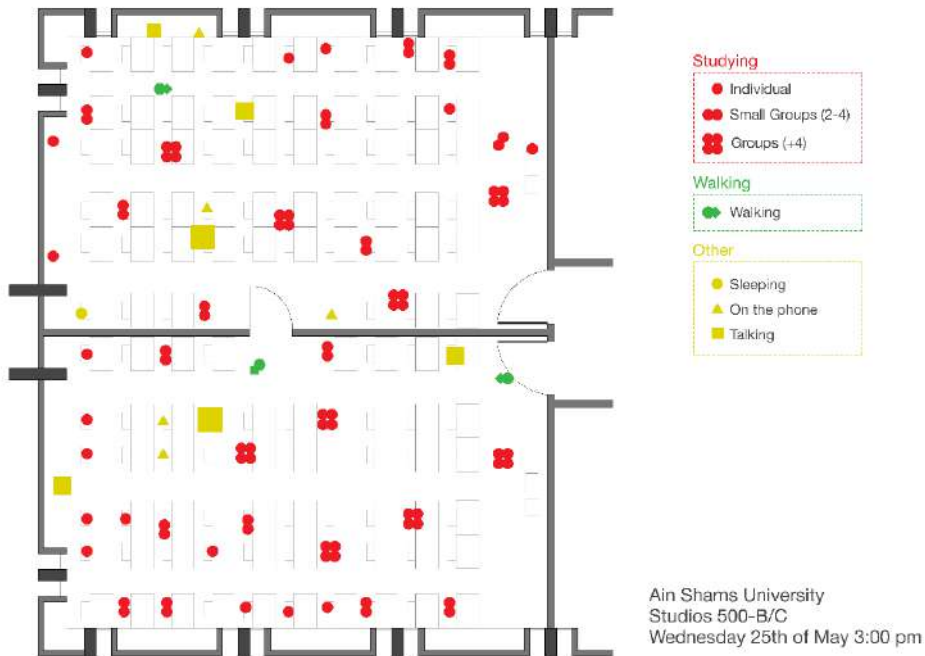 Studying
Individual
Small Groups (2-4)
Groups (+4)
Walking
Walking
Other
Sleeping
On the phone
Talking
Ain Shams University
Studios 500-B/C
Wednesday 25th of May 3:00 pm